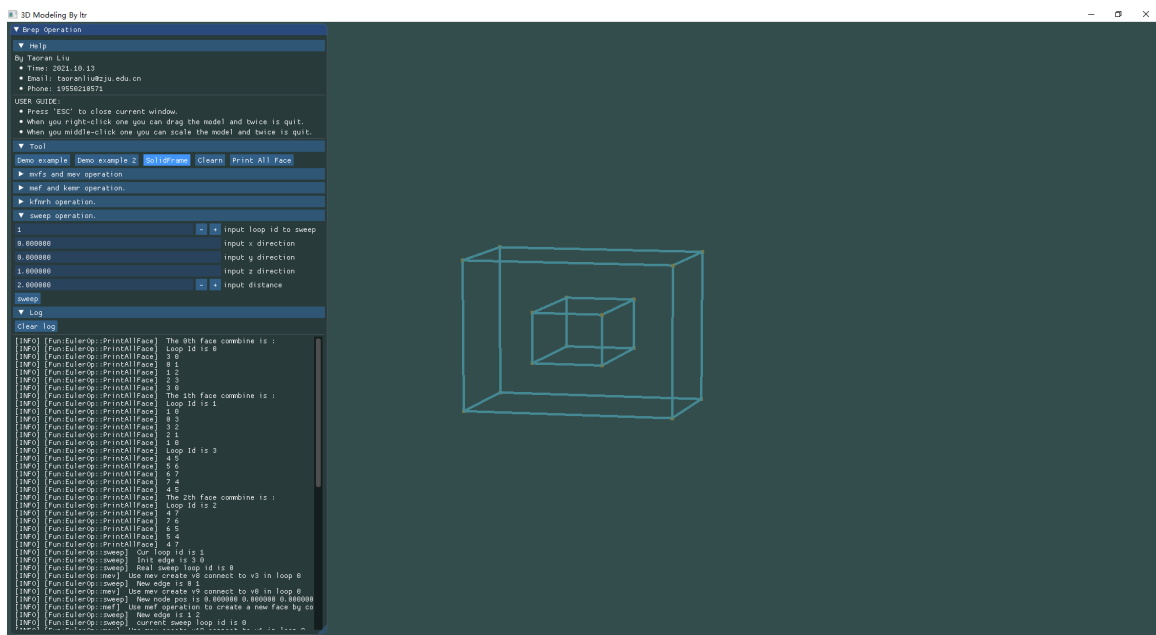 3D Modeling By ltr
Brep Operation
Help
By Taoran Liu
Time: 2021.10.13
Email: taoranliu@zju.edu.cn
Phone: 19550210571
USER GUIDE:
Press 'ESC' to close current window.
When you right-click one you can drag the model and twice is quit.
When you middle-click one you can scale the model and twice is quit.
Tool
Demo example Demo example 2 SolidFrame Clearn Print All Face
mvfs and mev operation
mef and kemr operation.
kfmrh operation.
sweep operation.
1 - + input loop id to sweep
0.000000 input x direction
0.000000 input y direction
1.000000 input z direction
2.000000 - + input distance
sweep
Log
Clear log
[INFO] [Fun:EulerOp::PrintAllFace] The 0th face commbine is :
[INFO] [Fun:EulerOp::PrintAllFace] Loop Id is 0
[INFO] [Fun:EulerOp::PrintAllFace] 3 0
[INFO] [Fun:EulerOp::PrintAllFace] 0 1
[INFO] [Fun:EulerOp::PrintAllFace] 1 2
[INFO] [Fun:EulerOp::PrintAllFace] 2 3
[INFO] [Fun:EulerOp::PrintAllFace] 3 0
[INFO] [Fun:EulerOp::PrintAllFace] The 1th face commbine is :
[INFO] [Fun:EulerOp::PrintAllFace] Loop Id is 1
[INFO] [Fun:EulerOp::PrintAllFace] 1 0
[INFO] [Fun:EulerOp::PrintAllFace] 0 3
[INFO] [Fun:EulerOp::PrintAllFace] 3 2
[INFO] [Fun:EulerOp::PrintAllFace] 2 1
[INFO] [Fun:EulerOp::PrintAllFace] 1 0
[INFO] [Fun:EulerOp::PrintAllFace] Loop Id is 3
[INFO] [Fun:EulerOp::PrintAllFace] 4 5
[INFO] [Fun:EulerOp::PrintAllFace] 5 6
[INFO] [Fun:EulerOp::PrintAllFace] 6 7
[INFO] [Fun:EulerOp::PrintAllFace] 7 4
[INFO] [Fun:EulerOp::PrintAllFace] 4 5
[INFO] [Fun:EulerOp::PrintAllFace] The 2th face commbine is :
[INFO] [Fun:EulerOp::PrintAllFace] Loop Id is 2
[INFO] [Fun:EulerOp::PrintAllFace] 4 7
[INFO] [Fun:EulerOp::PrintAllFace] 7 6
[INFO] [Fun:EulerOp::PrintAllFace] 6 5
[INFO] [Fun:EulerOp::PrintAllFace] 5 4
[INFO] [Fun:EulerOp::PrintAllFace] 4 7
[INFO] [Fun:EulerOp::sweep] Cur loop id is 1
[INFO] [Fun:EulerOp::sweep] Init edge is 3 0
[INFO] [Fun:EulerOp::sweep] Real sweep loop id is 0
[INFO] [Fun:EulerOp::mev] Use mev create v8 connect to v3 in loop 0
[INFO] [Fun:EulerOp::sweep] New edge is 0 1
[INFO] [Fun:EulerOp::mev] Use mev create v9 connect to v0 in loop 0
[INFO] [Fun:EulerOp::sweep] New node pos is 0.000000 0.000000 0.000000
[INFO] [Fun:EulerOp::mef] Use mef operation to create a new face by co
[INFO] [Fun:EulerOp::sweep] New edge is 1 2
[INFO] [Fun:EulerOp::sweep] current sweep loop id is 0